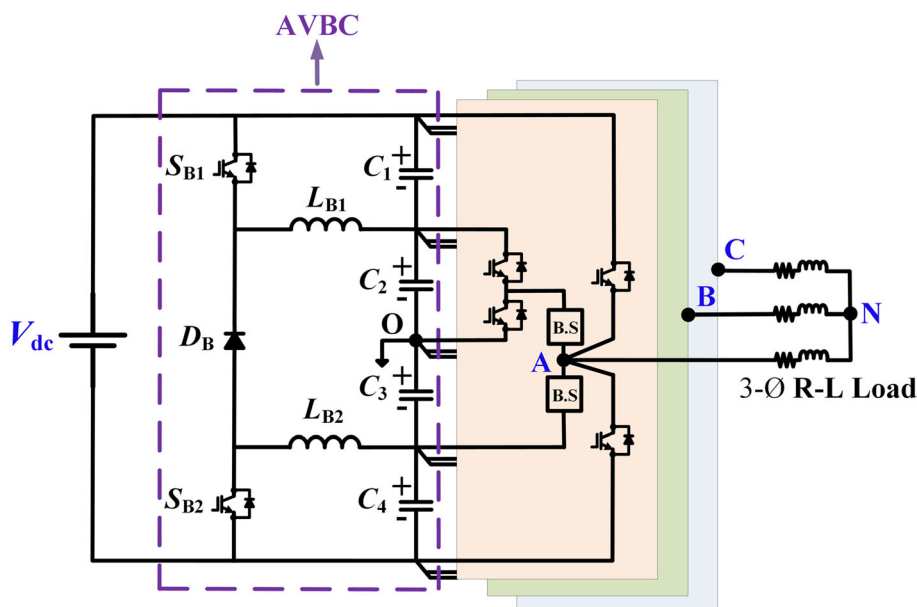 AVBC
S_B1
C_1
+
-
L_B1
C
C_2
+
-
B
V_dc
D_B
O
B.S
N
A
C_3
+
-
B.S
3-Ø R-L Load
L_B2
S_B2
C_4
+
-